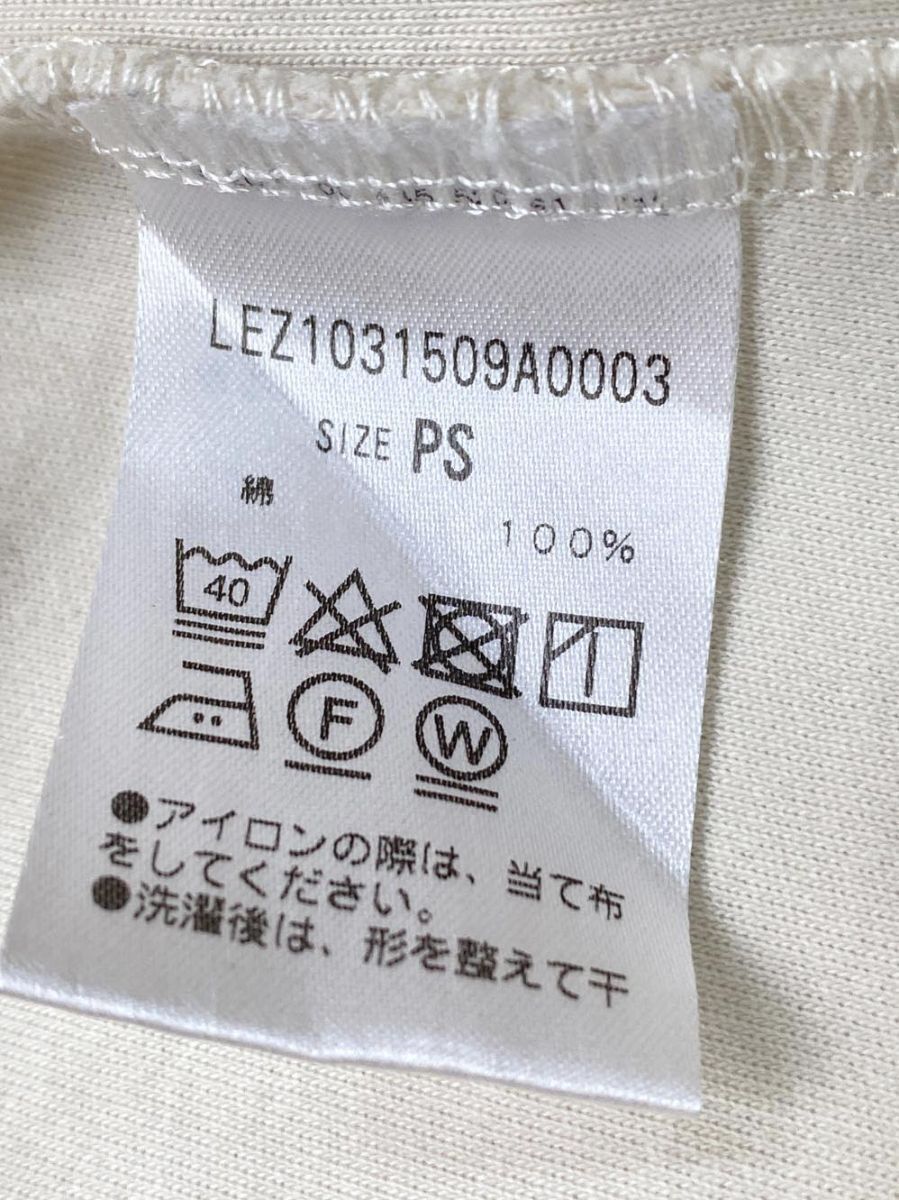 LEZ1031509A0003
SIZE PS
綿 100%
40
F W
●アイロンの際は、当て布
をしてください。
●洗濯後は、形を整えて干